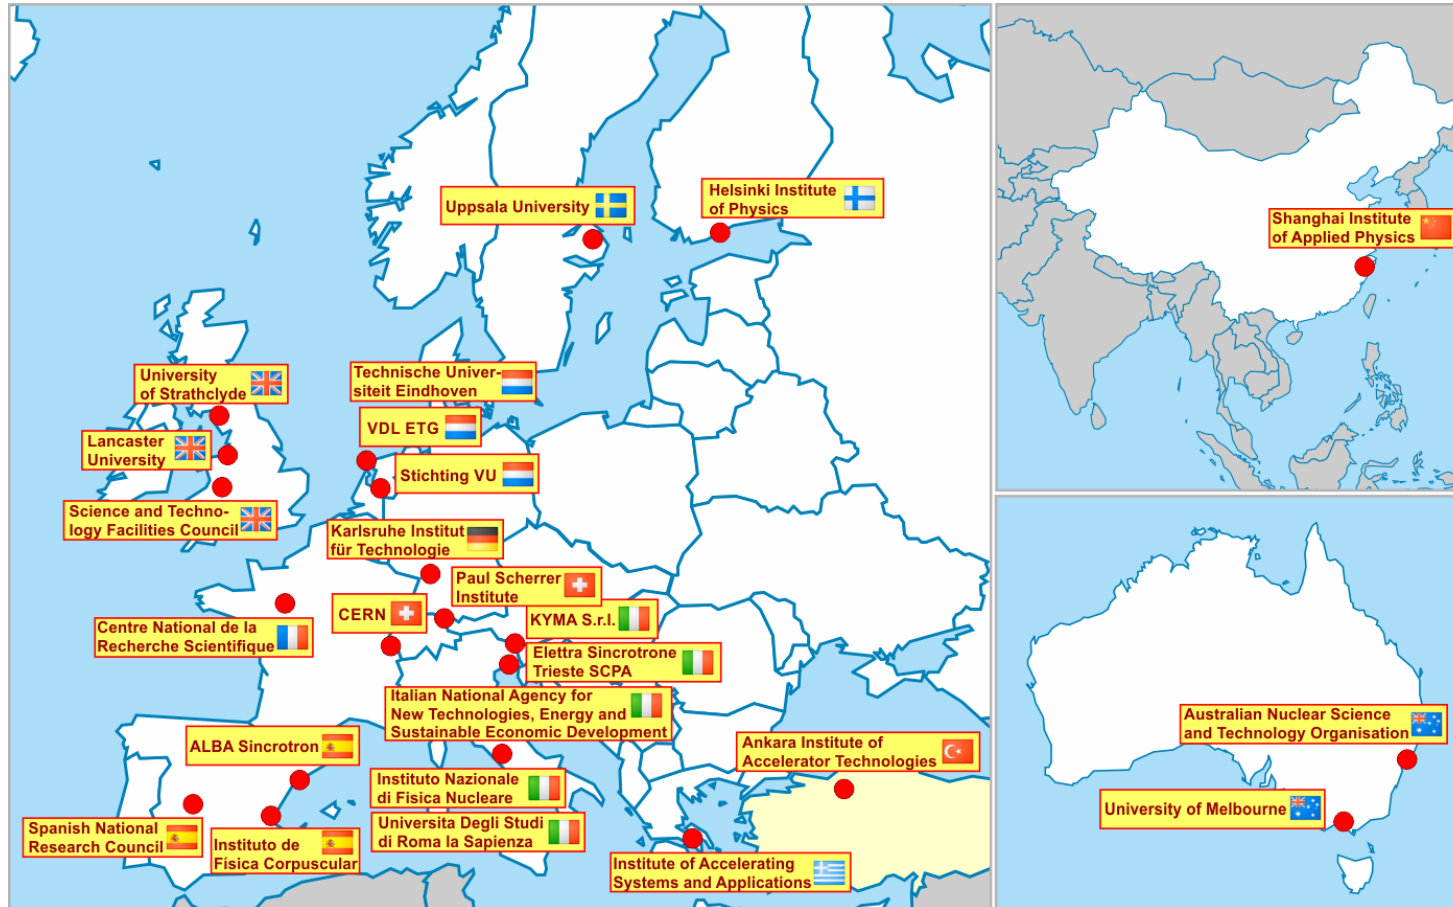 Uppsala University
Helsinki Institute
of Physics
Shanghai Institute
of Applied Physics
University
of Strathclyde
Technische Univer-
siteit Eindhoven
VDL ETG
Lancaster
University
Stichting VU
Science and Techno-
logy Facilities Council
Karlsruhe Institut
für Technologie
Paul Scherrer
Institute
CERN
KYMA S.r.l.
Centre National de la
Recherche Scientifique
Elettra Sincrotrone
Trieste SCPA
Italian National Agency for
New Technologies, Energy and
Sustainable Economic Development
ALBA Sincrotron
Ankara Institute of
Accelerator Technologies
Instituto Nazionale
di Fisica Nucleare
Spanish National
Research Council
Instituto de
Física Corpuscular
Universita Degli Studi
di Roma la Sapienza
Institute of Accelerating
Systems and Applications
Australian Nuclear Science
and Technology Organisation
University of Melbourne